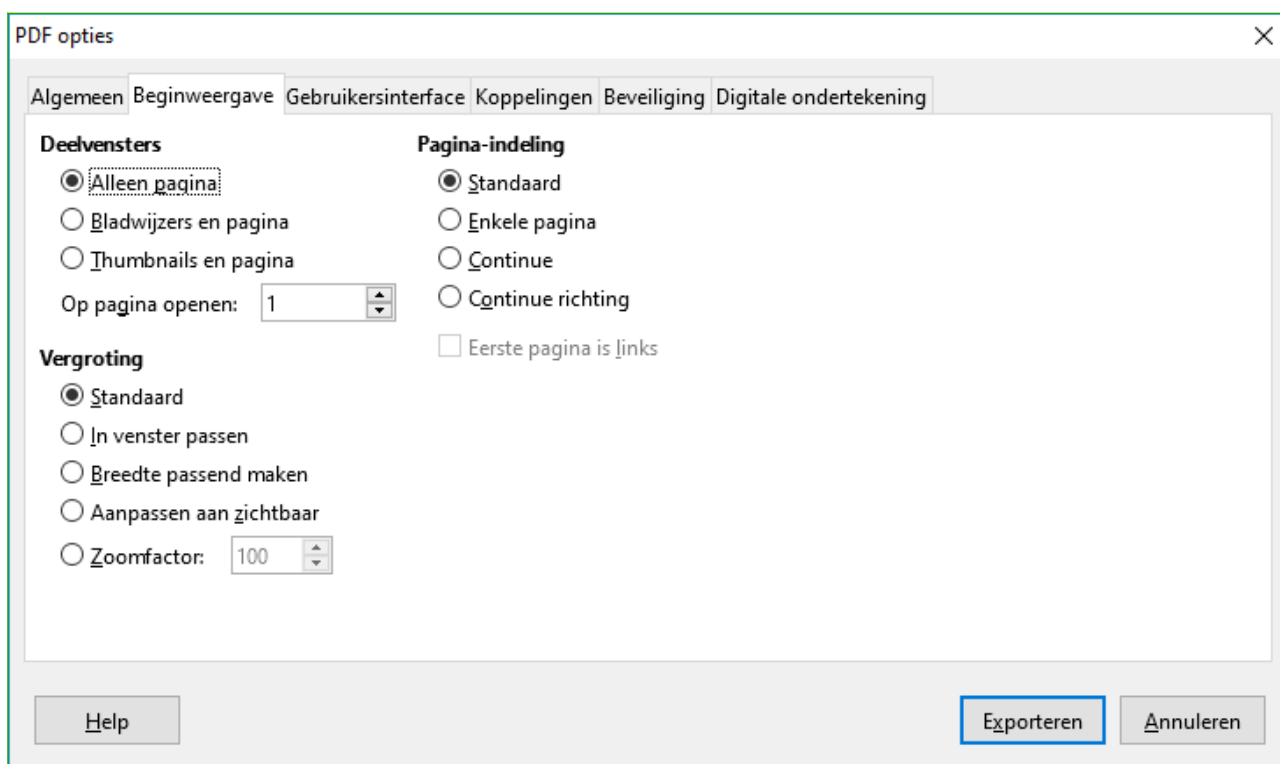 PDF opties
Algemeen Beginweergave Gebruikersinterface Koppelingen Beveiliging Digitale ondertekening
Deelvensters
Alleen pagina
Bladwijzers en pagina
Thumbnails en pagina
Op pagina openen: 1
Vergroting
Standaard
In venster passen
Breedte passend maken
Aanpassen aan zichtbaar
Zoomfactor: 100
Pagina-indeling
Standaard
Enkele pagina
Continue
Continue richting
Eerste pagina is links
Help
Exporteren
Annuleren